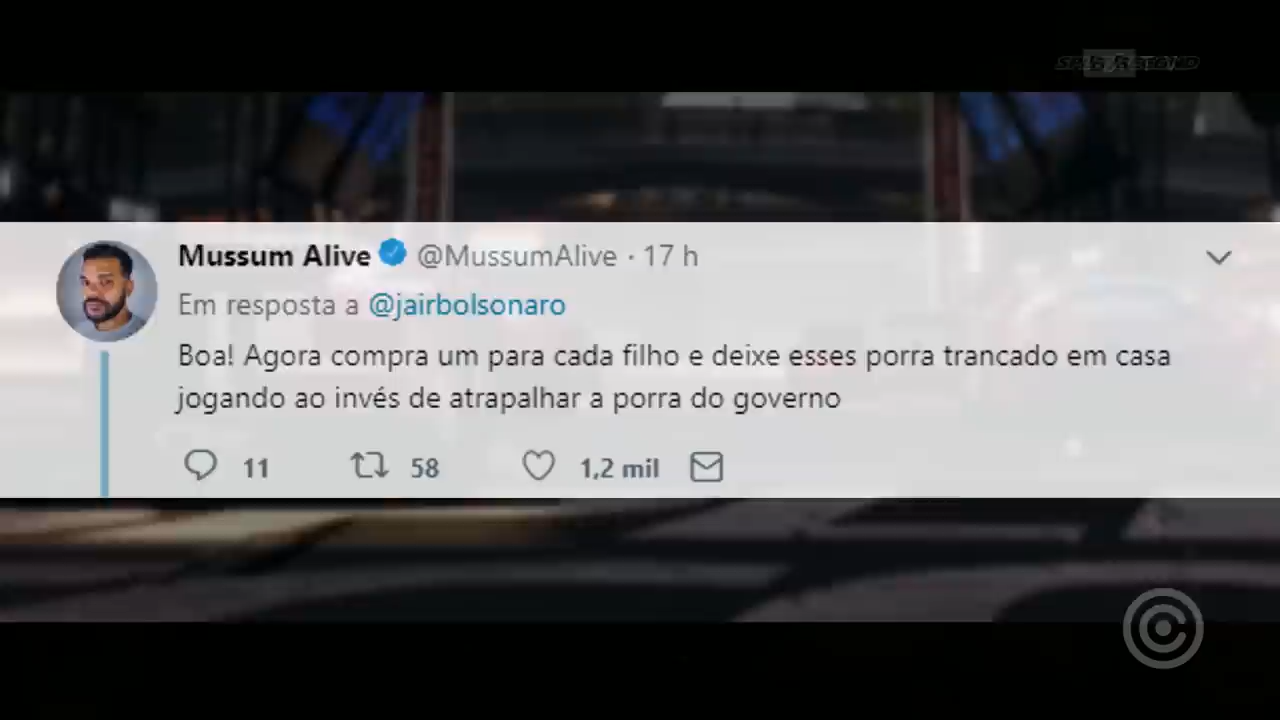 Mussum Alive @MussumAlive · 17 h
Em resposta a @jairbolsonaro
Boa! Agora compra um para cada filho e deixe esses porra trancado em casa
jogando ao invés de atrapalhar a porra do governo
11 58 1,2 mil